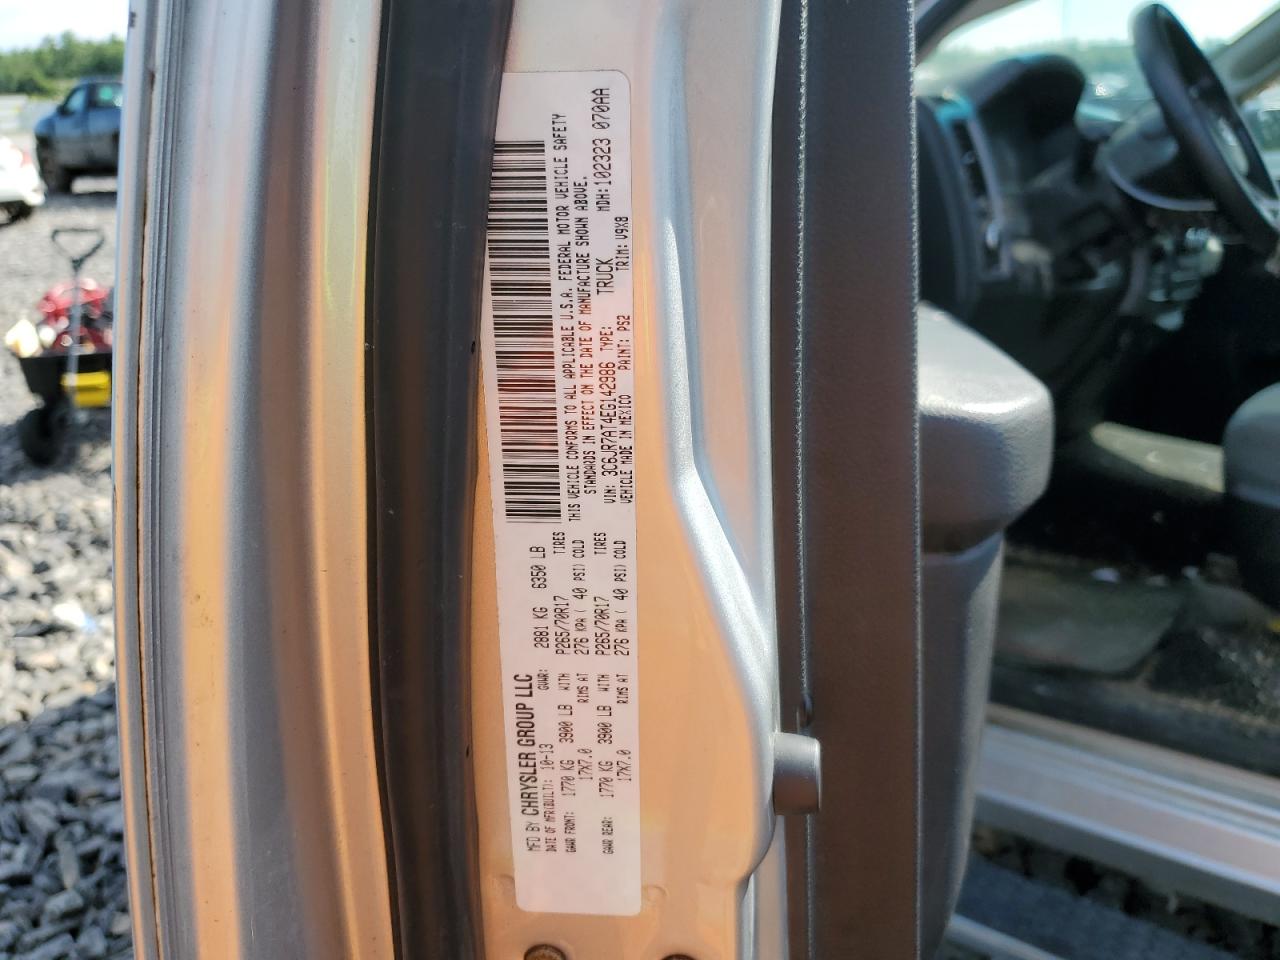 MFD BY CHRYSLER GROUP LLC
DATE OF MFR(BUILT): 10-13 GVWR: 2881 KG 6350 LB
GAWR FRONT: 1770 KG 3900 LB WITH P265/70R17 TIRES
17X7.0 RIMS AT 276 KPA ( 40 PSI) COLD
GAWR REAR: 1770 KG 3900 LB WITH P265/70R17 TIRES
17X7.0 RIMS AT 276 KPA ( 40 PSI) COLD
THIS VEHICLE CONFORMS TO ALL APPLICABLE U.S.A. FEDERAL MOTOR VEHICLE SAFETY
STANDARDS IN EFFECT ON THE DATE OF MANUFACTURE SHOWN ABOVE.
VIN: 3C6JR7AT4EG142986 TYPE: TRUCK MDH:102323 070AA
VEHICLE MADE IN MEXICO PAINT: PS2 TRIM: V9X8